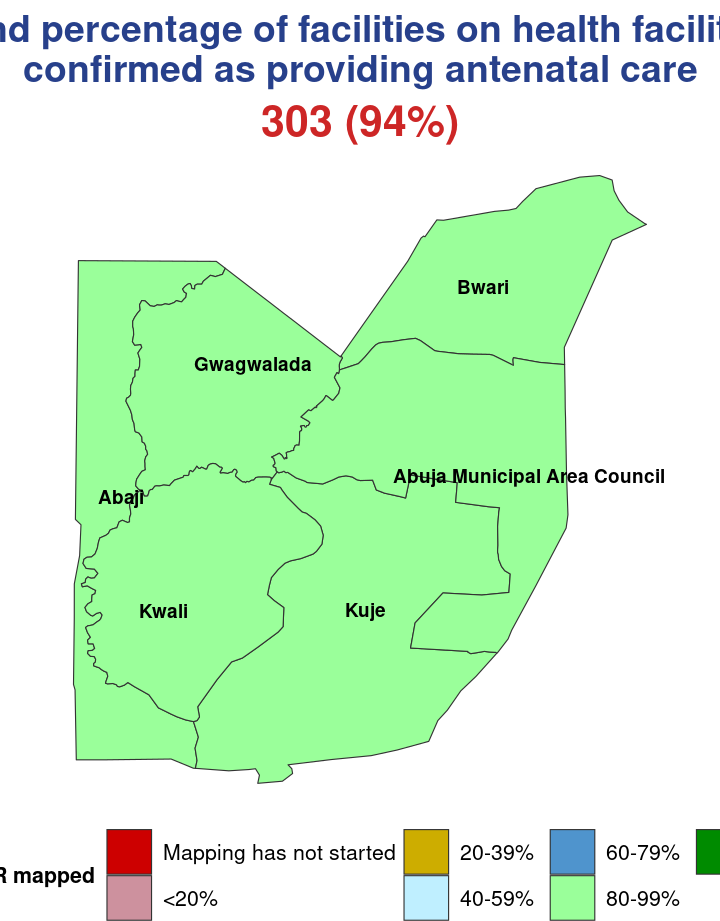 percentage of facilities on health
confirmed as providing antenatal care
303 (94%)
Bwari
Gwagwalada
Abuja Municipal Area Council
Abaji
Kwali
Kuje
mapped
Mapping has not started
<20%
20-39%
40-59%
60-79%
80-99%